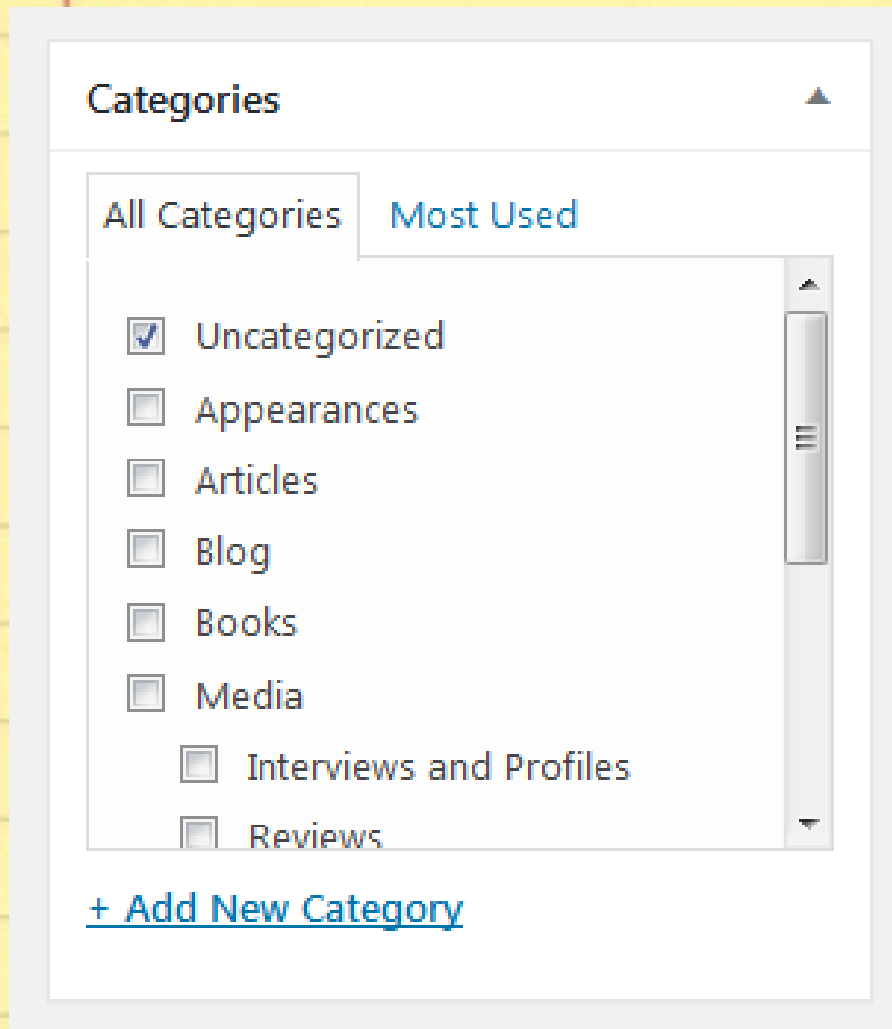 Categories
All Categories Most Used
Uncategorized
Appearances
Articles
Blog
Books
Media
Interviews and Profiles
Reviews
+ Add New Category